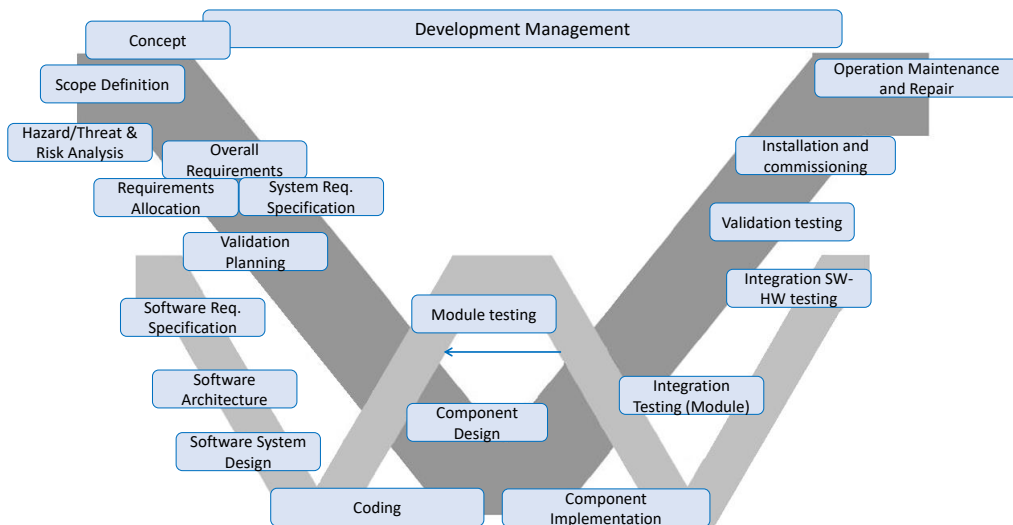 Development Management
Concept
Scope Definition
Operation Maintenance
and Repair
Hazard/Threat &
Risk Analysis
Overall
Requirements
Installation and
commissioning
Requirements
Allocation
System Req.
Specification
Validation testing
Validation
Planning
Integration SW-
HW testing
Software Req.
Specification
Module testing
Software
Architecture
Integration
Testing (Module)
Component
Design
Software System
Design
Coding
Component
Implementation